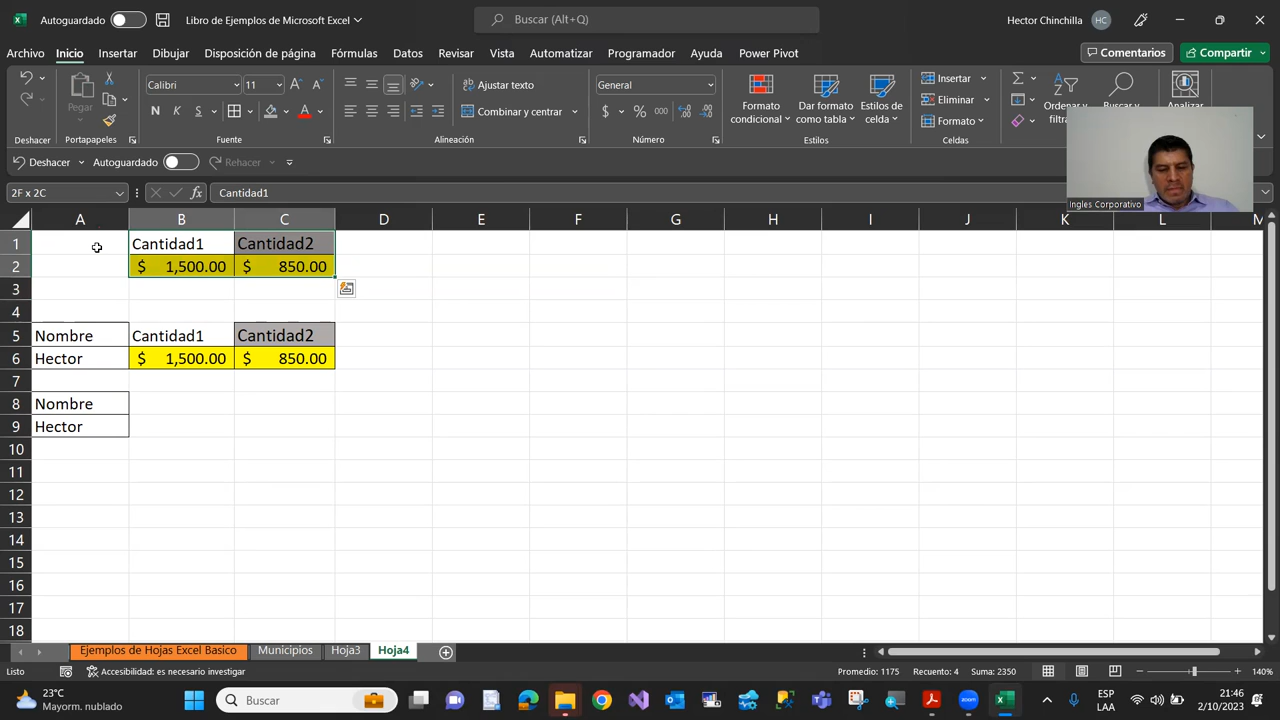 Autoguardado
Libro de Ejemplos de Microsoft Excel
Buscar (Alt+Q)
Hector Chinchilla
HC
Archivo Inicio Insertar Dibujar Disposición de página Fórmulas Datos Revisar Vista Automatizar Programador Ayuda Power Pivot
Comentarios
Compartir
Pegar
Calibri
11
N K S
Ajustar texto
Combinar y centrar
General
$ % 000
Formato condicional
Dar formato como tabla
Estilos de celda
Insertar
Eliminar
Formato
Ordenar y
filtra
Buscar y
Analizar
Deshacer Portapapeles Fuente Alineación Número Estilos Celdas
Ingles Corporativo
Deshacer
Autoguardado
Rehacer
2F x 2C
fx
Cantidad1
A B C D E F G H I J K L M
1 Cantidad1 Cantidad2
2 $ 1,500.00 $ 850.00
3
4
5 Nombre Cantidad1 Cantidad2
6 Hector $ 1,500.00 $ 850.00
7
8 Nombre
9 Hector
10
11
12
13
14
15
16
17
18
Ejemplos de Hojas Excel Basico Municipios Hoja3 Hoja4
Listo
Accesibilidad: es necesario investigar
Promedio: 1175 Recuento: 4 Suma: 2350
140%
23°C
Mayorm. nublado
Buscar
ESP
LAA
21:46
2/10/2023